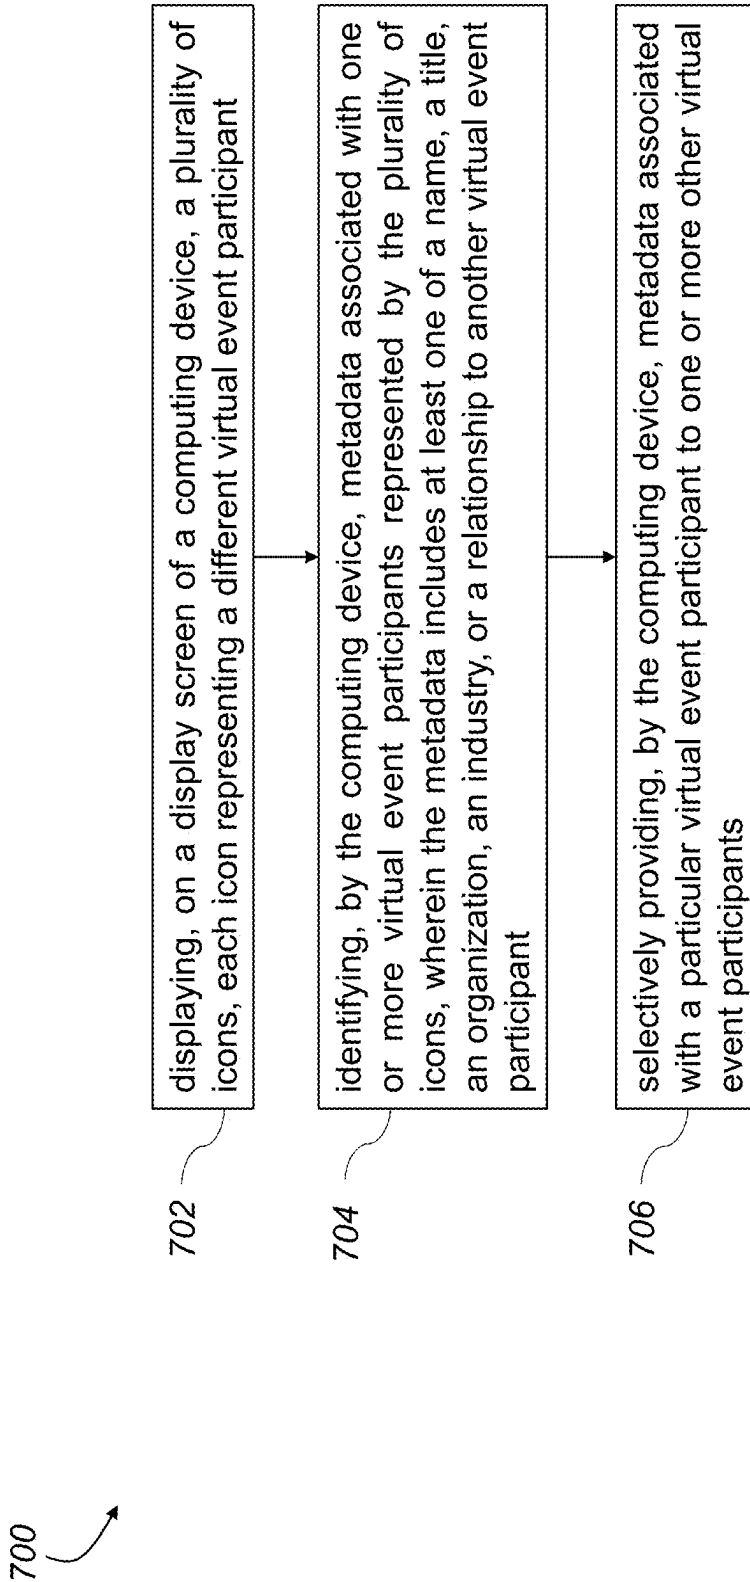 700
702
displaying, on a display screen of a computing device, a plurality of
icons, each icon representing a different virtual event participant
704
identifying, by the computing device, metadata associated with one
or more virtual event participants represented by the plurality of
icons, wherein the metadata includes at least one of a name, a title,
an organization, an industry, or a relationship to another virtual event
participant
706
selectively providing, by the computing device, metadata associated
with a particular virtual event participant to one or more other virtual
event participants